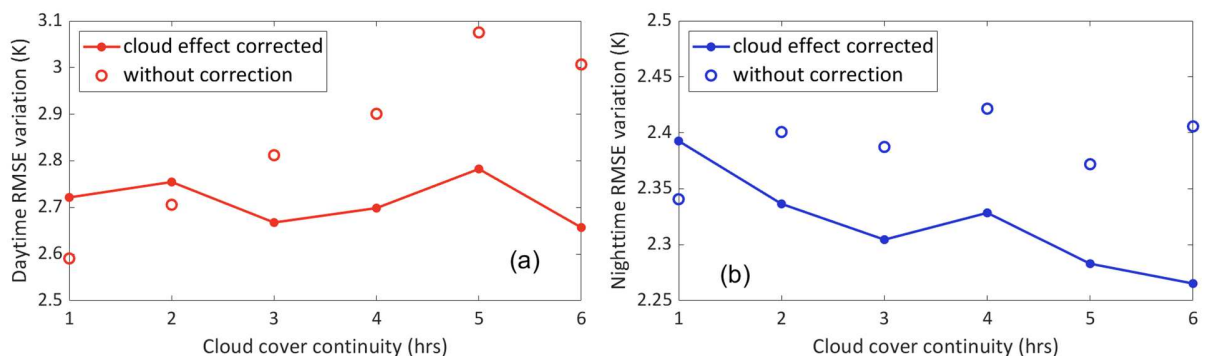 3.1
3
2.9
2.8
2.7
2.6
2.5
Daytime RMSE variation (K)
cloud effect corrected
without correction
(a)
1 2 3 4 5 6
Cloud cover continuity (hrs)
2.5
2.45
2.4
2.35
2.3
2.25
Nighttime RMSE variation (K)
cloud effect corrected
without correction
(b)
1 2 3 4 5 6
Cloud cover continuity (hrs)